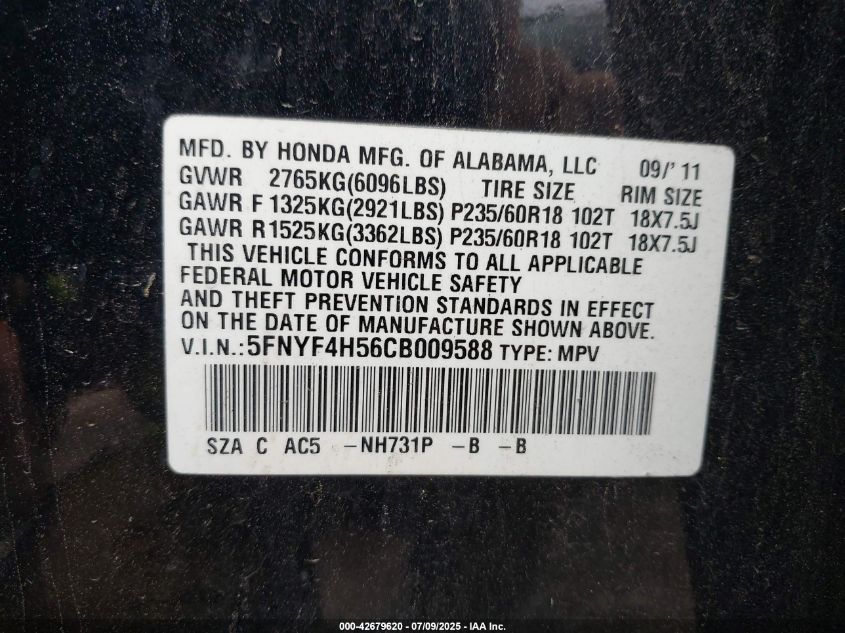 MFD. BY HONDA MFG. OF ALABAMA, LLC 09/' 11
GVWR 2765KG(6096LBS) TIRE SIZE RIM SIZE
GAWR F 1325KG(2921LBS) P235/60R18 102T 18X7.5J
GAWR R1525KG(3362LBS) P235/60R18 102T 18X7.5J
THIS VEHICLE CONFORMS TO ALL APPLICABLE
FEDERAL MOTOR VEHICLE SAFETY
AND THEFT PREVENTION STANDARDS IN EFFECT
ON THE DATE OF MANUFACTURE SHOWN ABOVE.
V.I.N.:5FNYF4H56CB009588 TYPE: MPV
SZA C AC5 -NH731P -B -B
000-42679620 | 07/09/2025 - IAA Inc.